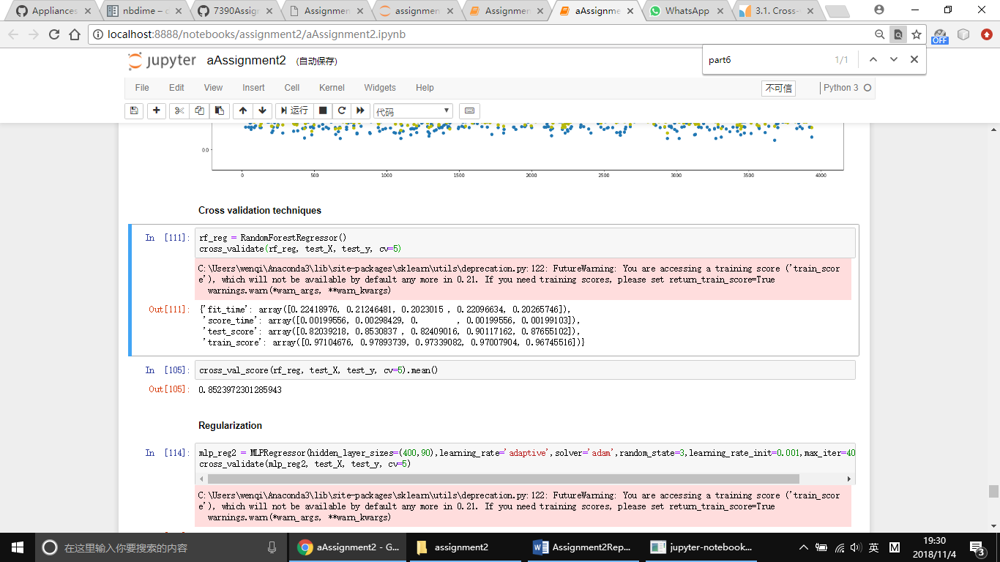 Appliances
nbdime – c
7390Assign
Assignmen
assignmen
Assignmen
aAssignme
WhatsApp
3.1. Cross-
localhost:8888/notebooks/assignment2/aAssignment2.ipynb
OFF
part6 1/1
jupyter aAssignment2 (自动保存)
File Edit View Insert Cell Kernel Widgets Help 不可信 Python 3
运行 代码
0.0
0 500 1000 1500 2000 2500 3000 3500 4000
Cross validation techniques
In [111]: rf_reg = RandomForestRegressor()
cross_validate(rf_reg, test_X, test_y, cv=5)
C:\Users\wenqi\Anaconda3\lib\site-packages\sklearn\utils\deprecation.py:122: FutureWarning: You are accessing a training score ('train_scor
e'), which will not be available by default any more in 0.21. If you need training scores, please set return_train_score=True
warnings.warn(*warn_args, **warn_kwargs)
Out[111]: {'fit_time': array([0.22418976, 0.21246481, 0.2023015 , 0.22096634, 0.20265746]),
'score_time': array([0.00199556, 0.00298429, 0.        , 0.00199556, 0.00199103]),
'test_score': array([0.82039218, 0.8530837 , 0.82409016, 0.90117162, 0.87655102]),
'train_score': array([0.97104676, 0.97893739, 0.97339082, 0.97007904, 0.96745516])}
In [105]: cross_val_score(rf_reg, test_X, test_y, cv=5).mean()
Out[105]: 0.8523972301285943
Regularization
In [114]: mlp_reg2 = MLPRegressor(hidden_layer_sizes=(400,90),learning_rate='adaptive',solver='adam',random_state=3,learning_rate_init=0.001,max_iter=40
cross_validate(mlp_reg2, test_X, test_y, cv=5)
C:\Users\wenqi\Anaconda3\lib\site-packages\sklearn\utils\deprecation.py:122: FutureWarning: You are accessing a training score ('train_scor
e'), which will not be available by default any more in 0.21. If you need training scores, please set return_train_score=True
warnings.warn(*warn_args, **warn_kwargs)
在这里输入你要搜索的内容
aAssignment2 - G...
assignment2
Assignment2Rep...
jupyter-notebook...
英 M
19:30
2018/11/4
3